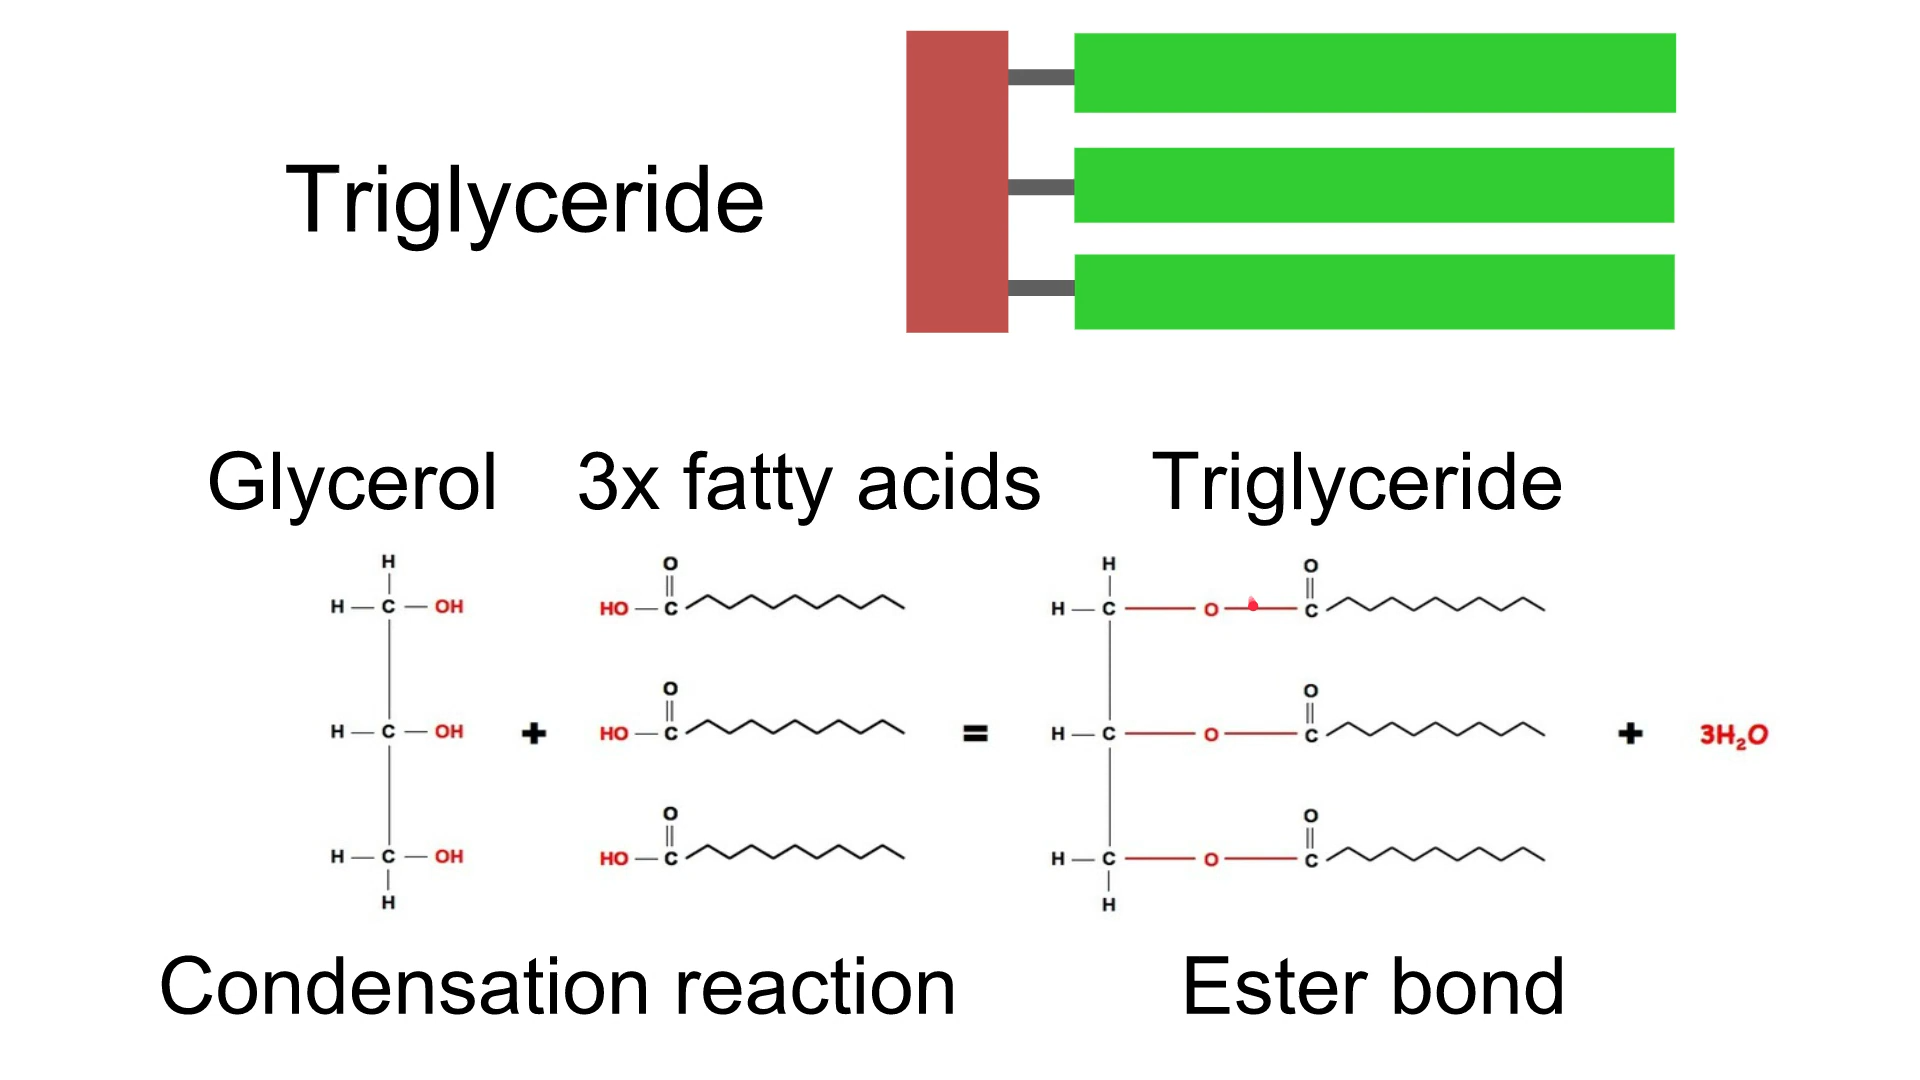 Triglyceride
Glycerol 3x fatty acids Triglyceride
H H
O O
H C OH HO C H C O C
O O
H C OH + HO C = H C O C + 3H₂O
O O
H C OH HO C H C O C
H H
Condensation reaction Ester bond